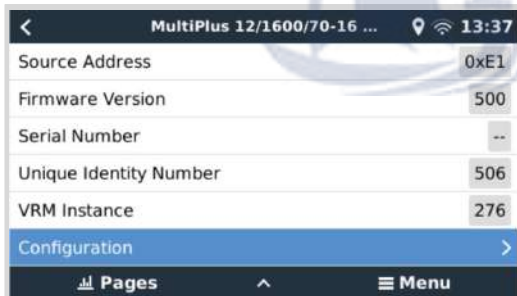 MultiPlus 12/1600/70-16 ... 13:37
Source Address 0xE1
Firmware Version 500
Serial Number --
Unique Identity Number 506
VRM Instance 276
Configuration
Pages Menu